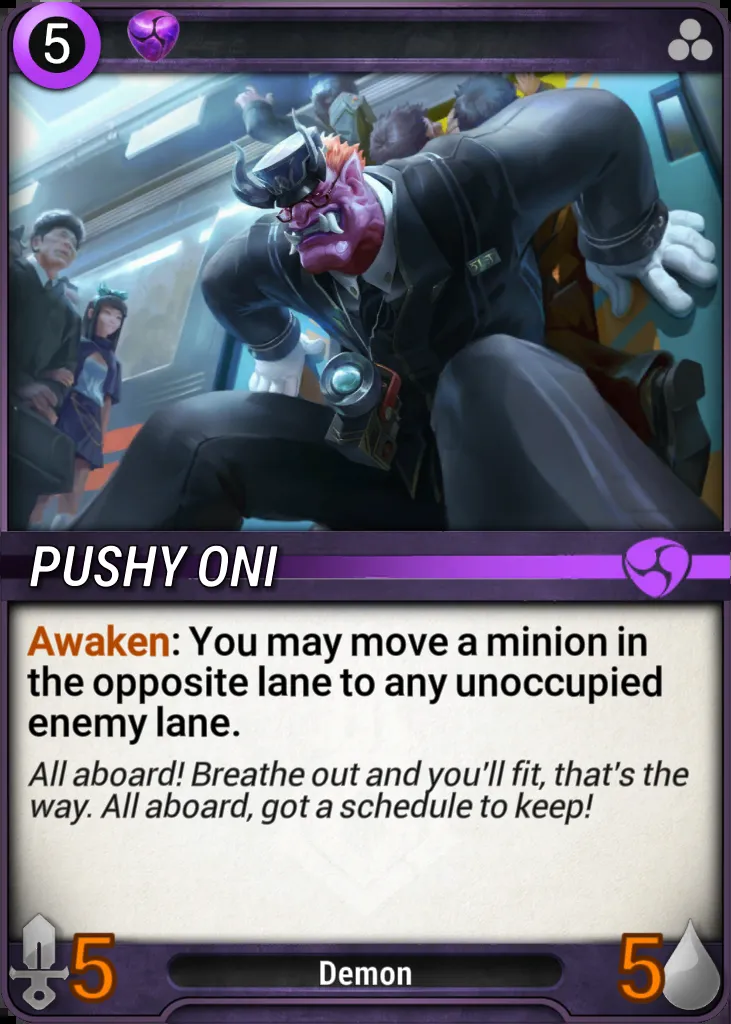 5
PUSHY ONI
Awaken: You may move a minion in
the opposite lane to any unoccupied
enemy lane.
All aboard! Breathe out and you'll fit, that's the
way. All aboard, got a schedule to keep!
5
Demon
5